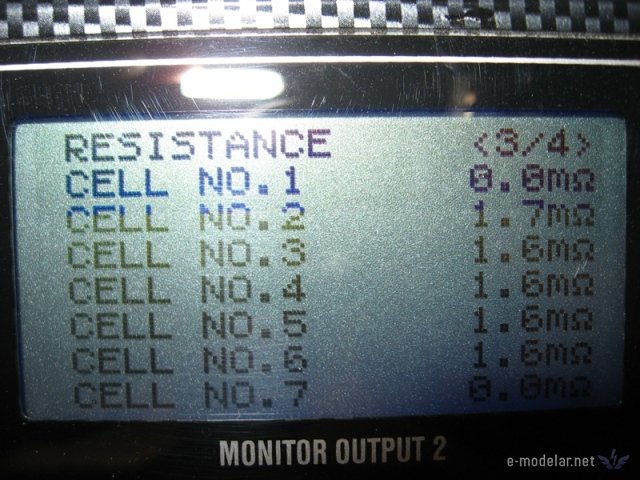 RESISTANCE <3/4>
CELL NO.1 0.0mΩ
CELL NO.2 1.7mΩ
CELL NO.3 1.6mΩ
CELL NO.4 1.6mΩ
CELL NO.5 1.6mΩ
CELL NO.6 1.6mΩ
CELL NO.7 0.0mΩ
MONITOR OUTPUT 2
e-modelar.net